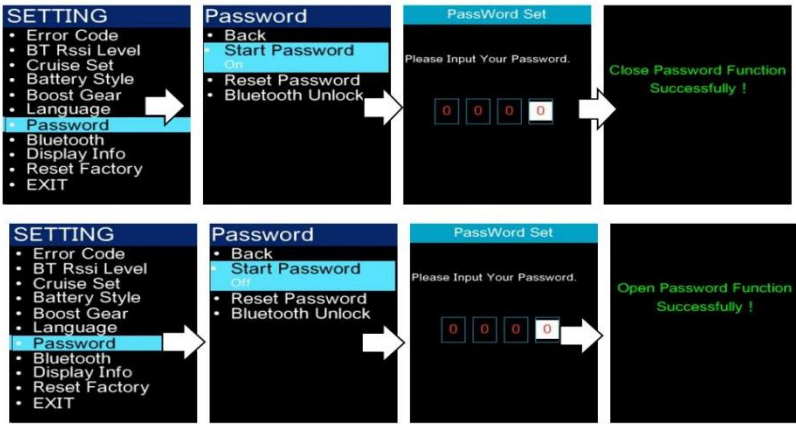 SETTING
• Error Code
• BT Rssi Level
• Cruise Set
• Battery Style
• Boost Gear
• Language
• Password
• Bluetooth
• Display Info
• Reset Factory
• EXIT
Password
• Back
• Start Password
On
• Reset Password
• Bluetooth Unlock
PassWord Set
Please Input Your Password.
0 0 0 0
Close Password Function
Successfully !
SETTING
• Error Code
• BT Rssi Level
• Cruise Set
• Battery Style
• Boost Gear
• Language
• Password
• Bluetooth
• Display Info
• Reset Factory
• EXIT
Password
• Back
• Start Password
Off
• Reset Password
• Bluetooth Unlock
PassWord Set
Please Input Your Password.
0 0 0 0
Open Password Function
Successfully !